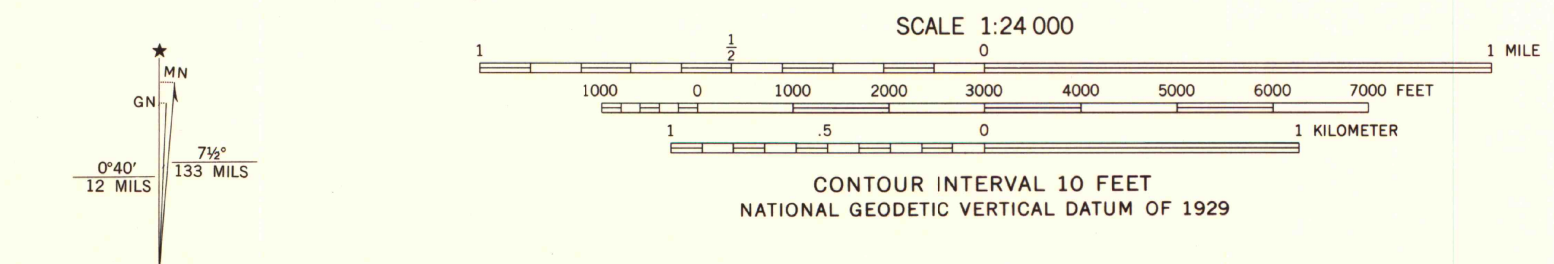 SCALE 1:24 000
1 ½ 0 1 MILE
1000 0 1000 2000 3000 4000 5000 6000 7000 FEET
1 .5 0 1 KILOMETER
CONTOUR INTERVAL 10 FEET
NATIONAL GEODETIC VERTICAL DATUM OF 1929
★
MN
GN
0°40′
12 MILS
7½°
133 MILS